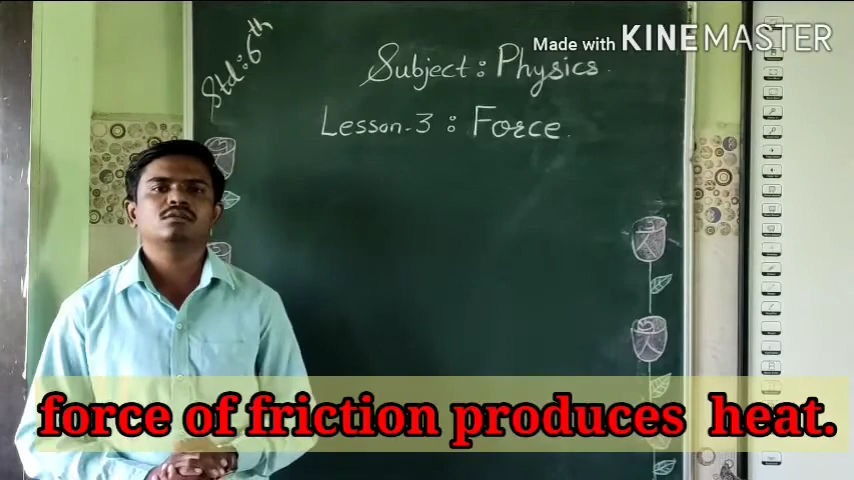 Made with KINEMASTER
Std:6th
Subject: Physics.
Lesson-3: Force.
force of friction produces heat.